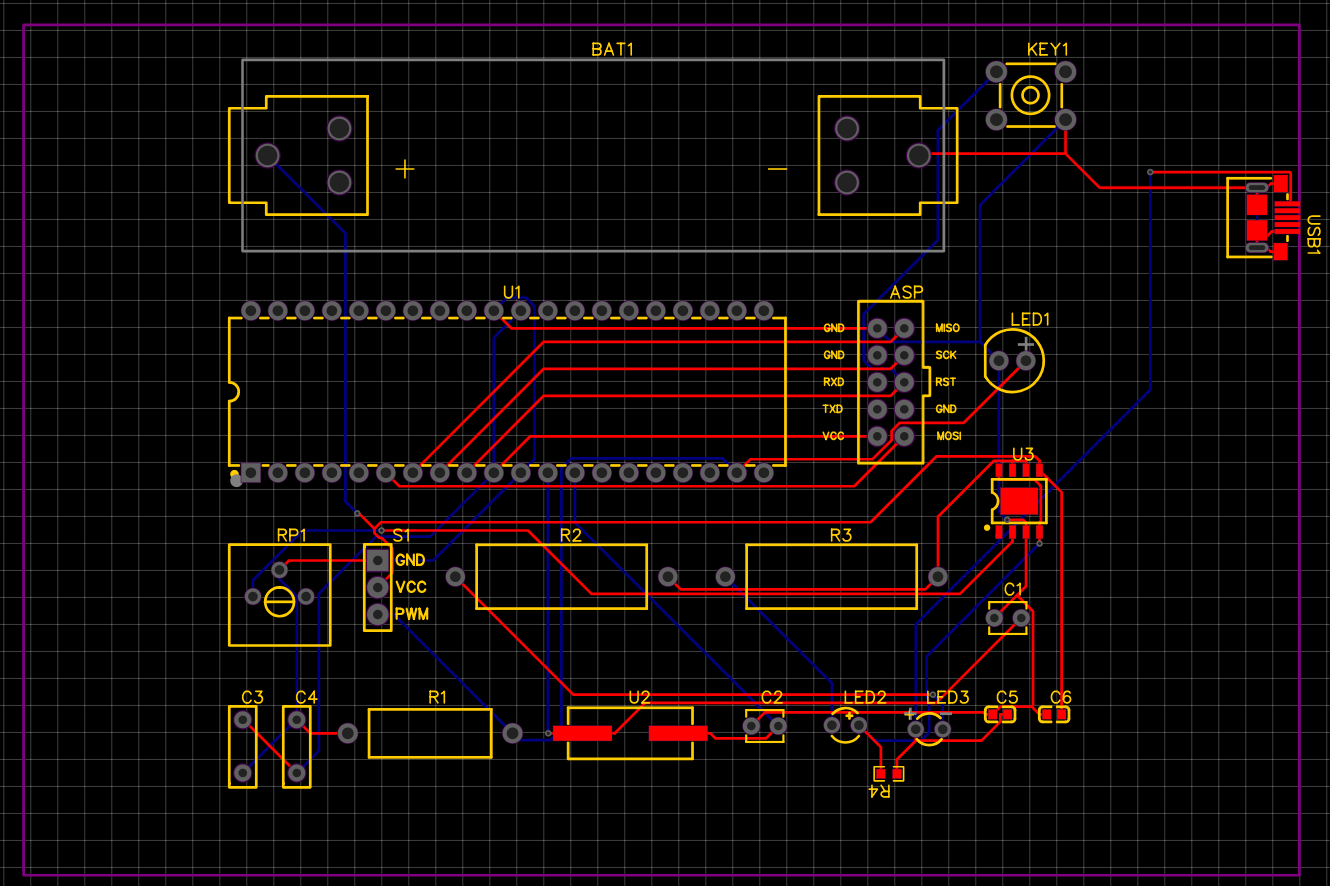 BAT1
KEY1
+
−
USB1
U1
ASP
GND MISO
GND SCK
RXD RST
TXD GND
VCC MOSI
LED1
+
U3
RP1
S1
GND
VCC
PWM
R2
R3
C1
C3
C4
R1
U2
C2
LED2
+
LED3
+ −
C5
C6
R4